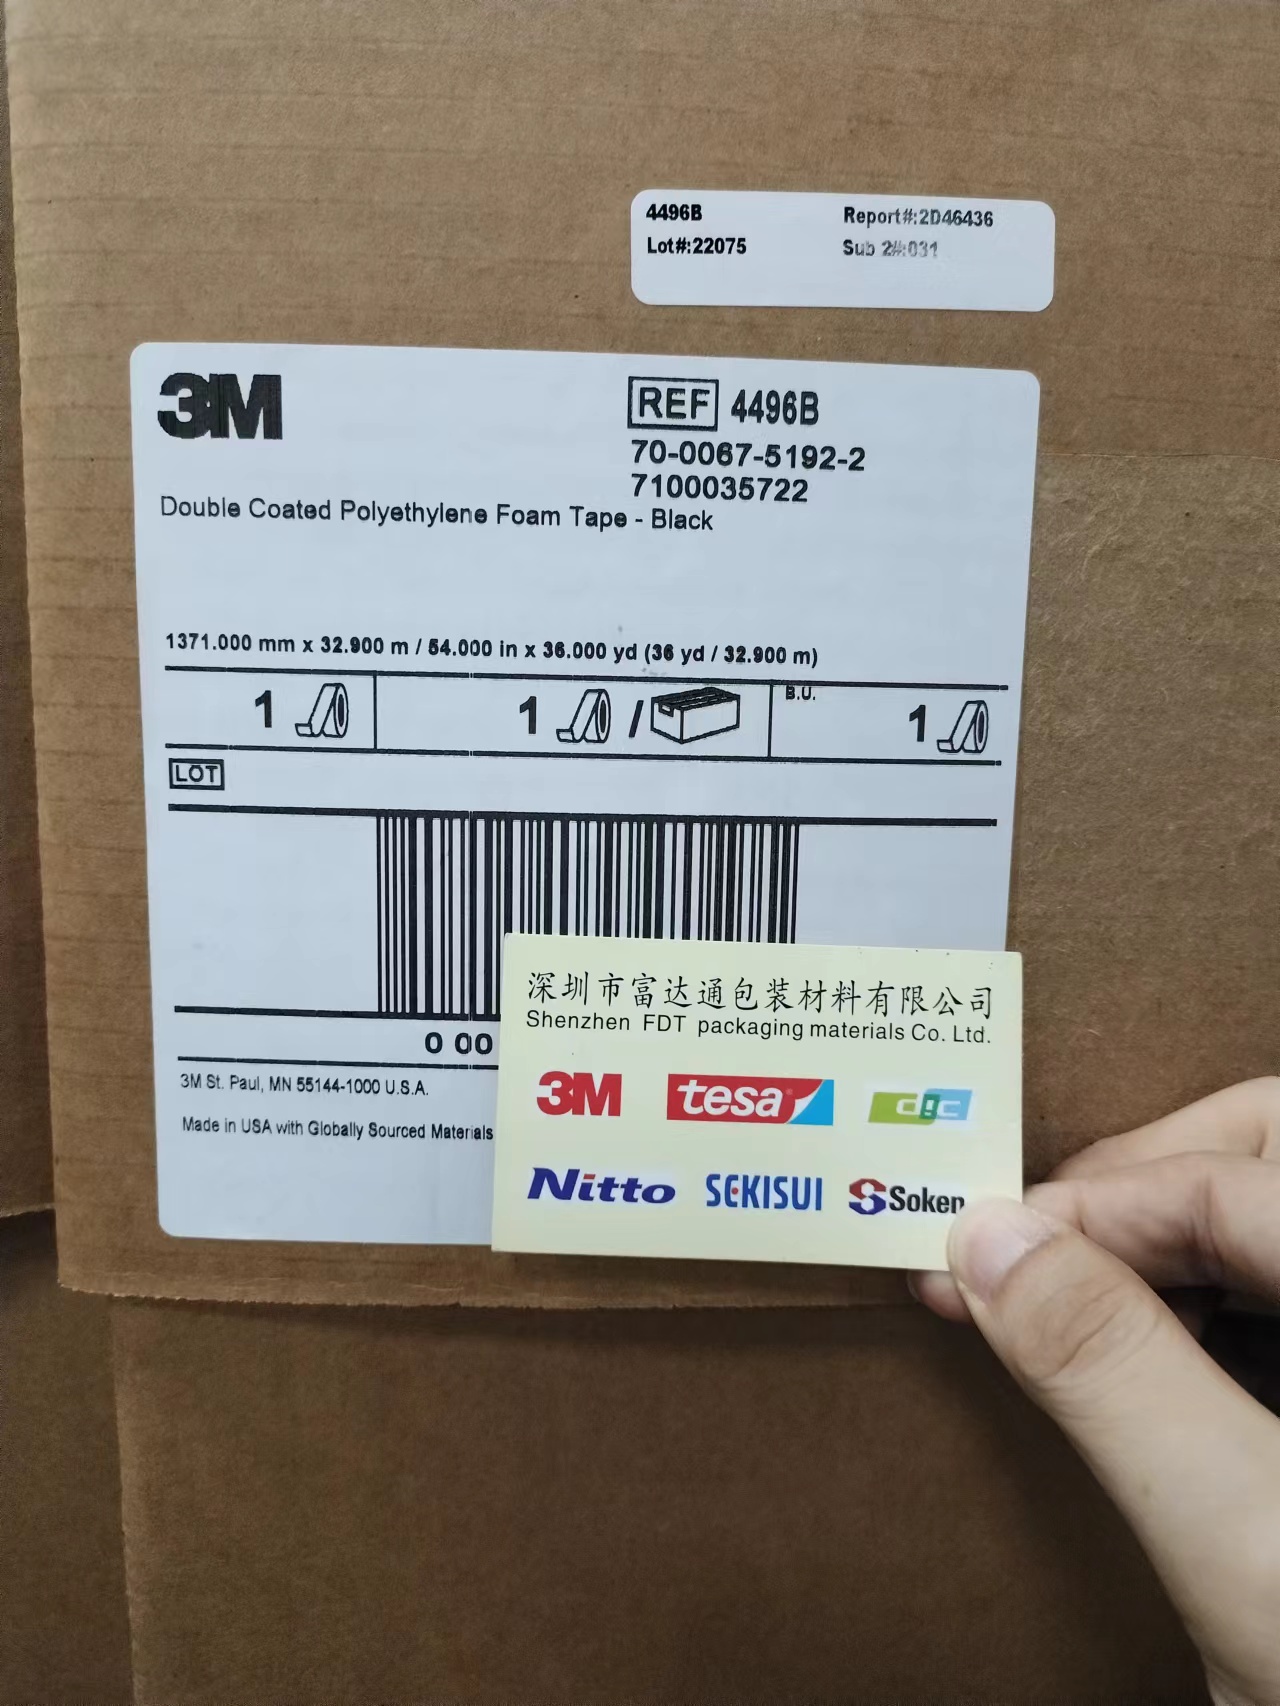 4496B Report#:2D46436
Lot#:22075 Sub 2#:031
3M
REF 4496B
70-0067-5192-2
7100035722
Double Coated Polyethylene Foam Tape - Black
1371.000 mm x 32.900 m / 54.000 in x 36.000 yd (36 yd / 32.900 m)
1 1 / B.U. 1
LOT
0 00
3M St. Paul, MN 55144-1000 U.S.A.
Made in USA with Globally Sourced Materials
深圳市富达通包装材料有限公司
Shenzhen FDT packaging materials Co. Ltd.
3M tesa dgc
Nitto SEKISUI Soken